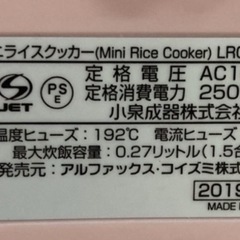 ニライスクッカー(Mini Rice Cooker) LRC
定格電圧 AC1
定格消費電力 250
小泉成器株式会
JET
PS
E
温度ヒューズ:192℃ 電流ヒューズ:
最大炊飯容量:0.27リットル(1.5合
発売元:アルファックス・コイズミ株式
2019
MADE I